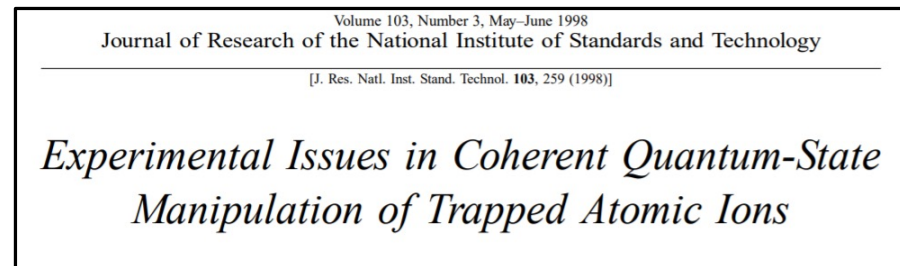 Volume 103, Number 3, May–June 1998
Journal of Research of the National Institute of Standards and Technology
[J. Res. Natl. Inst. Stand. Technol. 103, 259 (1998)]
Experimental Issues in Coherent Quantum-State
Manipulation of Trapped Atomic Ions